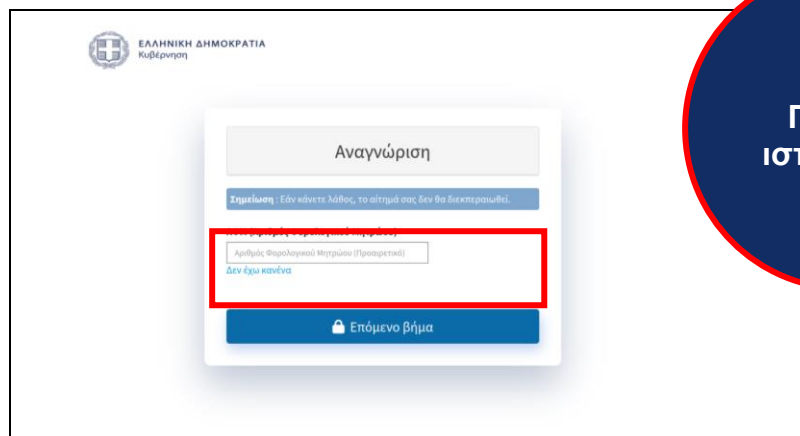 ΕΛΛΗΝΙΚΗ ΔΗΜΟΚΡΑΤΙΑ
Κυβέρνηση
Αναγνώριση
Σημείωση : Εάν κάνετε λάθος, το αίτημά σας δεν θα διεκπεραιωθεί.
Αριθμός Φορολογικού Μητρώου (Προαιρετικό)
Δεν έχω κανένα
Επόμενο βήμα